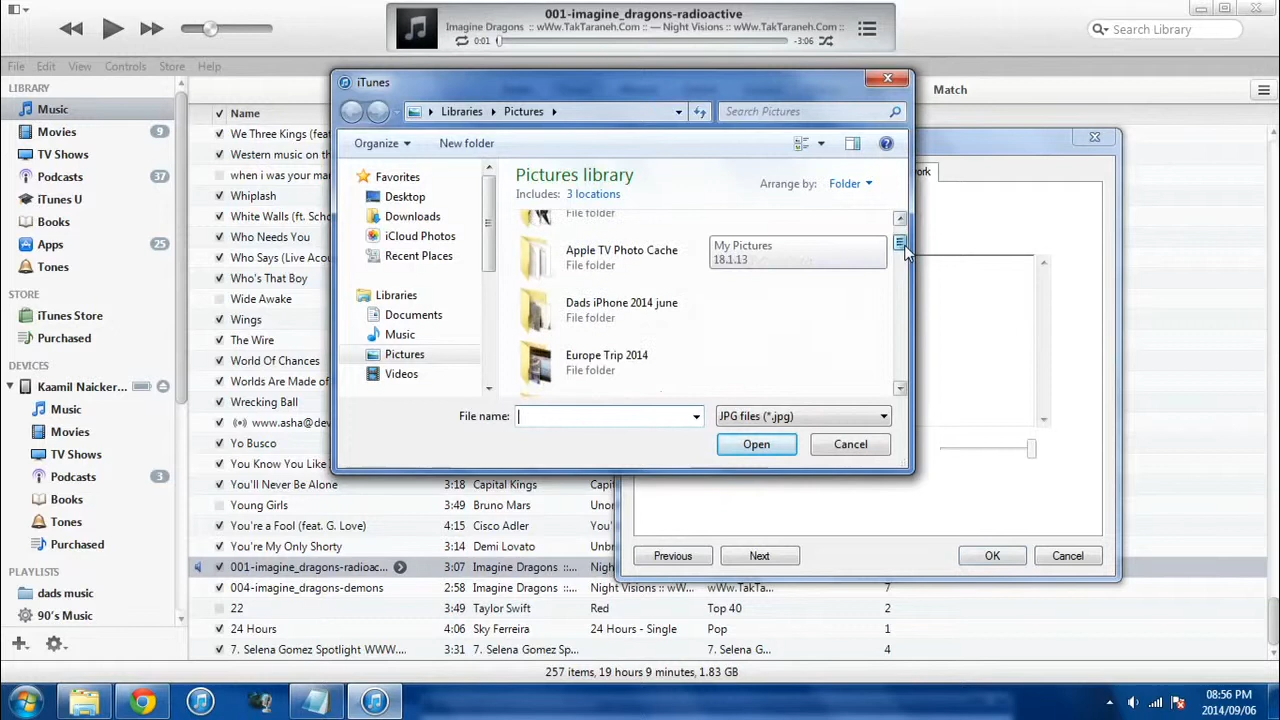 001-imagine_dragons-radioactive
Imagine Dragons :: wWw.TakTaraneh.Com :: — Night Visions :: wWw.TakTaraneh.Com ::
0:01
-3:06
Search Library
File Edit View Controls Store Help
LIBRARY
Music
Movies 9
TV Shows
Podcasts 37
iTunes U
Books
Apps 25
Tones
STORE
iTunes Store
Purchased
DEVICES
Kaamil Naicker...
Music
Movies
TV Shows
Podcasts 3
Books
Tones
Purchased
PLAYLISTS
dads music
90's Music
Name
Match
We Three Kings (fea
Western music on th
when i was your ma
Whiplash
White Walls (ft. Scho
Who Needs You
Who Says (Live Acou
Who's That Boy
Wide Awake
Wings
The Wire
World Of Chances
Worlds Are Made of
Wrecking Ball
www.asha@dev
Yo Busco
You Know You Like
You'll Never Be Alone 3:18 Capital Kings
Young Girls 3:49 Bruno Mars Unor
You're a Fool (feat. G. Love) 4:15 Cisco Adler You'
You're My Only Shorty 3:14 Demi Lovato Unbr
001-imagine_dragons-radioac... 3:07 Imagine Dragons ::... Nigh
004-imagine_dragons-demons 2:58 Imagine Dragons ::... Night Visions :: wW... wWw.TakTa... 7
22 3:49 Taylor Swift Red Top 40 2
24 Hours 4:06 Sky Ferreira 24 Hours - Single Pop 1
7. Selena Gomez Spotlight WWW.... 3:31 7. Selena Gomez S... 7. Selena Gomez S... 7. Selena G... 4
257 items, 19 hours 9 minutes, 1.83 GB
iTunes
Libraries Pictures
Search Pictures
Organize New folder
Favorites
Desktop
Downloads
iCloud Photos
Recent Places
Libraries
Documents
Music
Pictures
Videos
Pictures library
Includes: 3 locations
Arrange by: Folder
File folder
Apple TV Photo Cache
File folder
My Pictures
18.1.13
Dads iPhone 2014 june
File folder
Europe Trip 2014
File folder
File name:
JPG files (*.jpg)
Open Cancel
ork
Previous Next OK Cancel
08:56 PM
2014/09/06